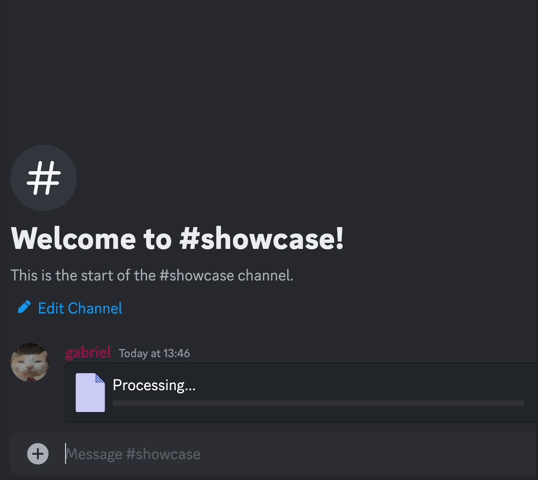 #
Welcome to #showcase!
This is the start of the #showcase channel.
Edit Channel
gabriel Today at 13:46
Processing...
Message #showcase